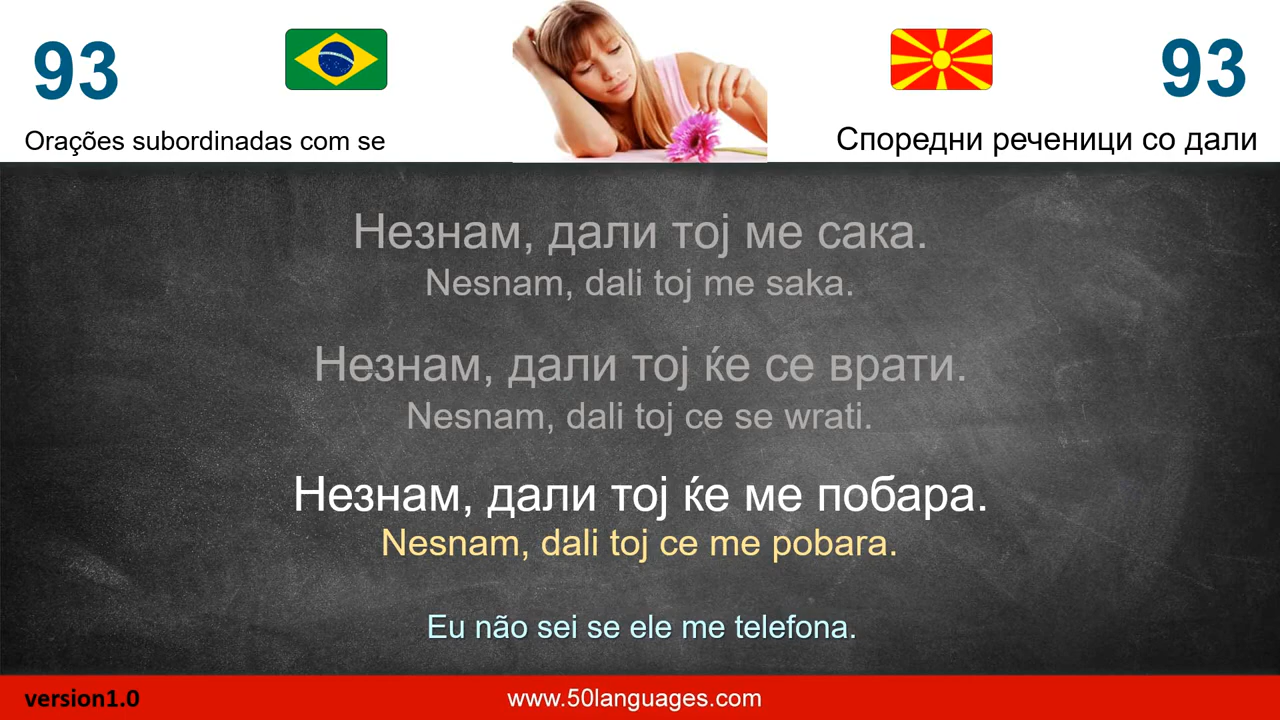 93
93
Orações subordinadas com se
Споредни реченици со дали
Незнам, дали тој ме сака.
Nesnam, dali toj me saka.
Незнам, дали тој ќе се врати.
Nesnam, dali toj ce se wrati.
Незнам, дали тој ќе ме побара.
Nesnam, dali toj ce me pobara.
Eu não sei se ele me telefona.
version1.0
www.50languages.com